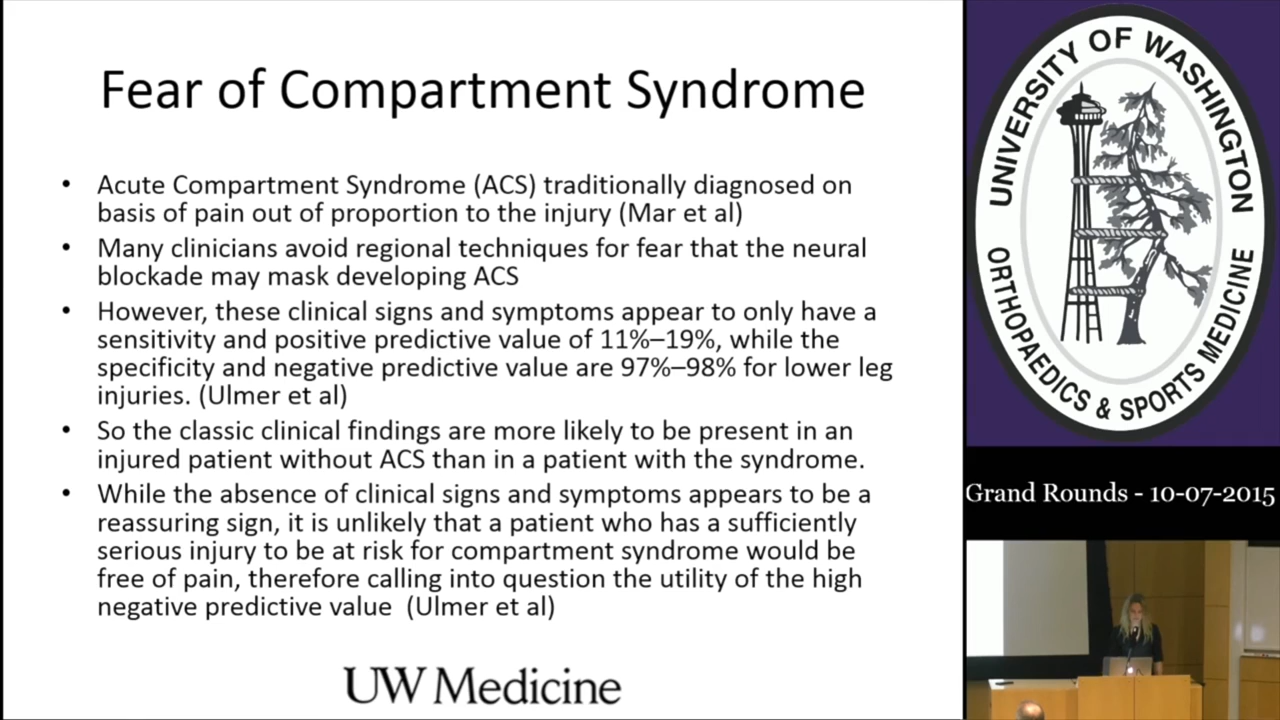 Fear of Compartment Syndrome
• Acute Compartment Syndrome (ACS) traditionally diagnosed on
basis of pain out of proportion to the injury (Mar et al)
• Many clinicians avoid regional techniques for fear that the neural
blockade may mask developing ACS
• However, these clinical signs and symptoms appear to only have a
sensitivity and positive predictive value of 11%–19%, while the
specificity and negative predictive value are 97%–98% for lower leg
injuries. (Ulmer et al)
• So the classic clinical findings are more likely to be present in an
injured patient without ACS than in a patient with the syndrome.
• While the absence of clinical signs and symptoms appears to be a
reassuring sign, it is unlikely that a patient who has a sufficiently
serious injury to be at risk for compartment syndrome would be
free of pain, therefore calling into question the utility of the high
negative predictive value (Ulmer et al)
UW Medicine
UNIVERSITY OF WASHINGTON
ORTHOPAEDICS & SPORTS MEDICINE
Grand Rounds - 10-07-2015